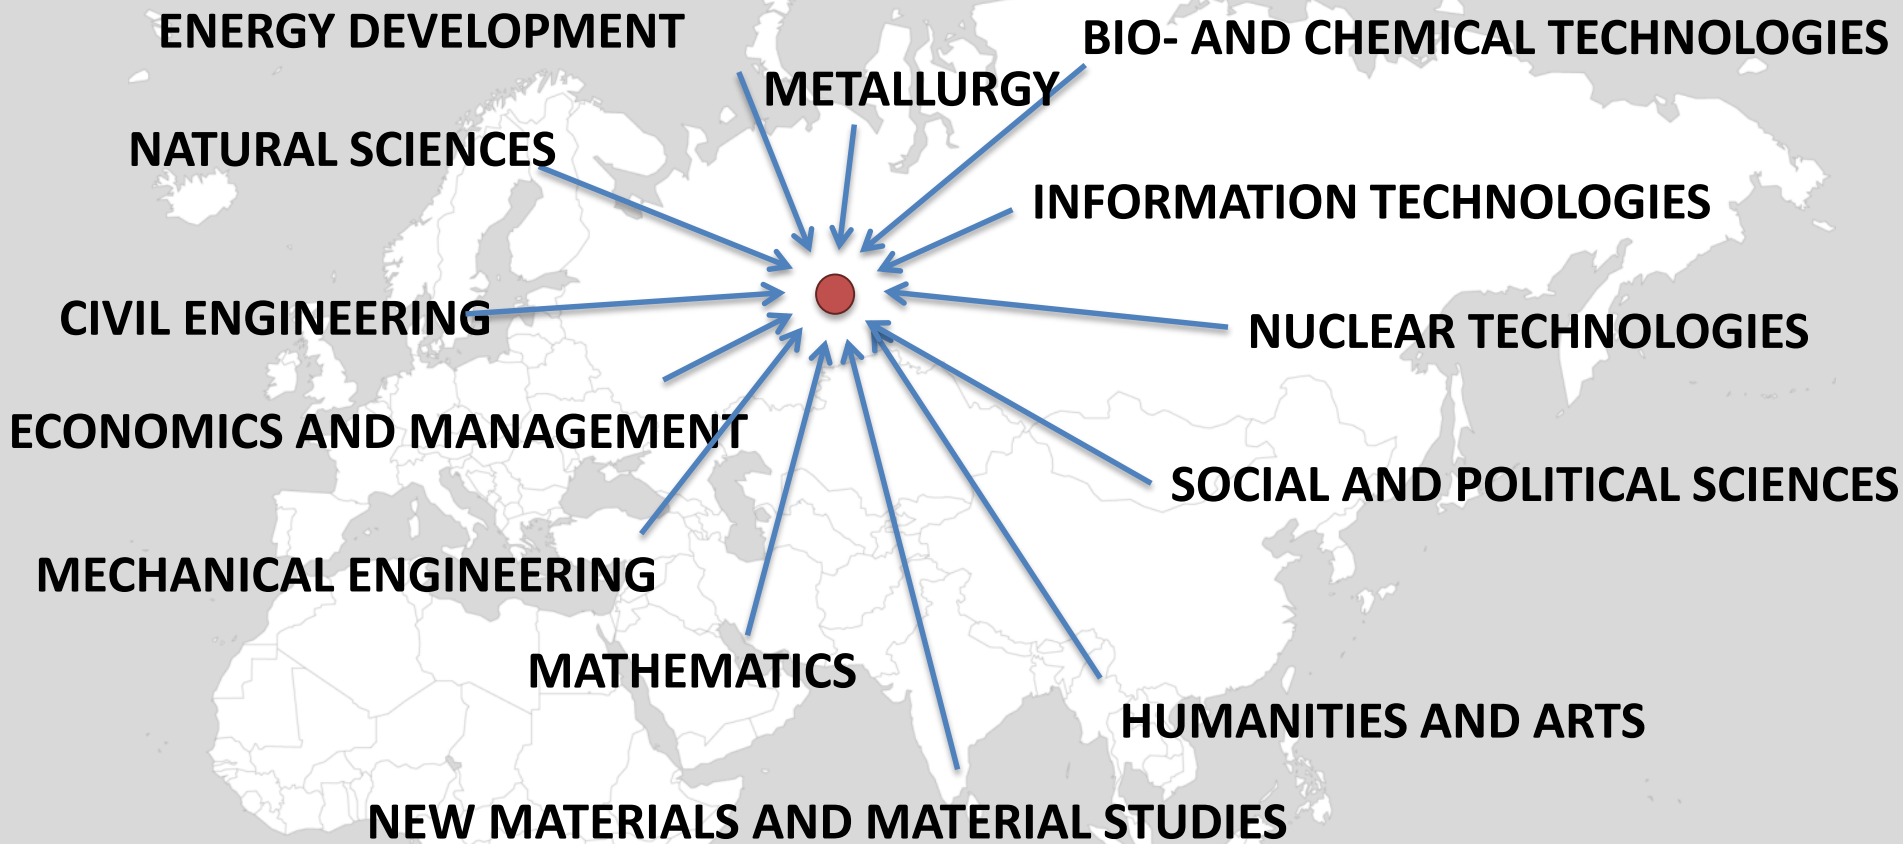 ENERGY DEVELOPMENT
BIO- AND CHEMICAL TECHNOLOGIES
METALLURGY
NATURAL SCIENCES
INFORMATION TECHNOLOGIES
CIVIL ENGINEERING
NUCLEAR TECHNOLOGIES
ECONOMICS AND MANAGEMENT
SOCIAL AND POLITICAL SCIENCES
MECHANICAL ENGINEERING
MATHEMATICS
HUMANITIES AND ARTS
NEW MATERIALS AND MATERIAL STUDIES